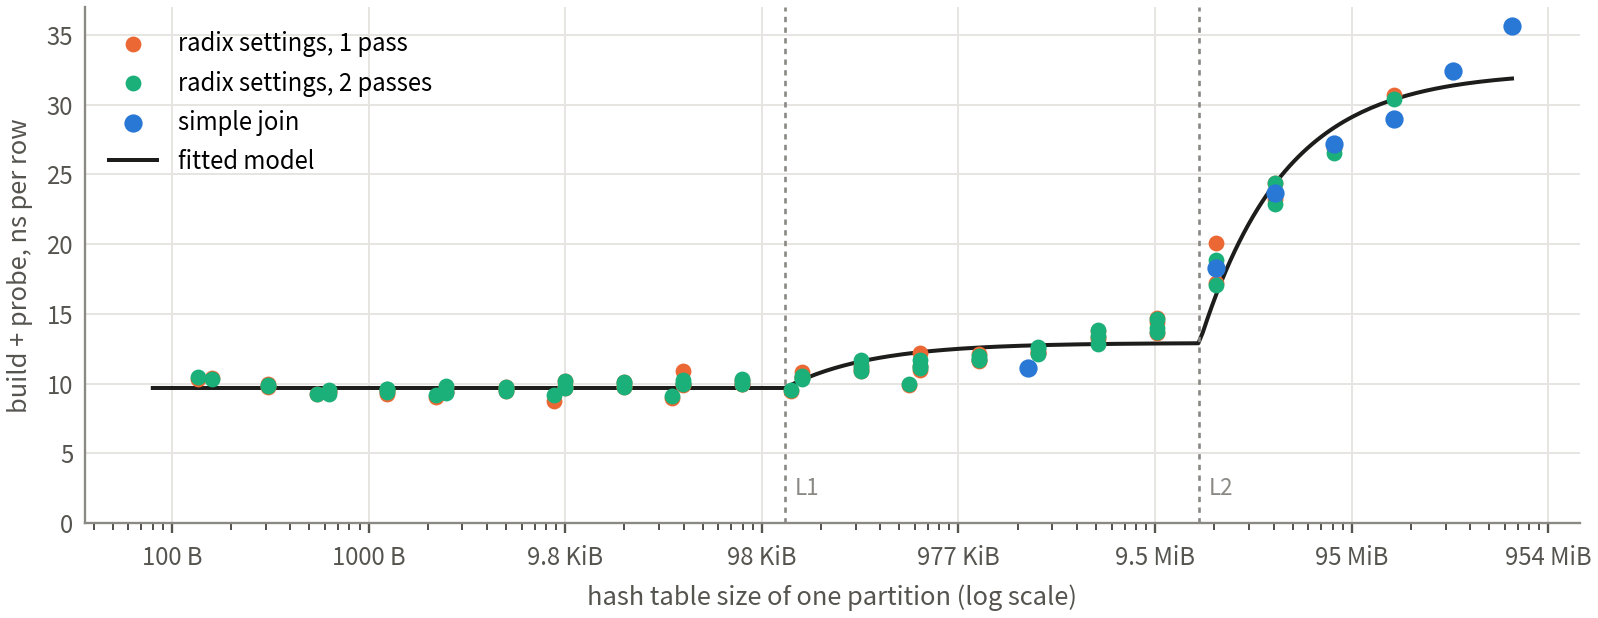 radix settings, 1 pass
radix settings, 2 passes
simple join
fitted model
build + probe, ns per row
35
30
25
20
15
10
5
0
L1
L2
100 B
1000 B
9.8 KiB
98 KiB
977 KiB
9.5 MiB
95 MiB
954 MiB
hash table size of one partition (log scale)